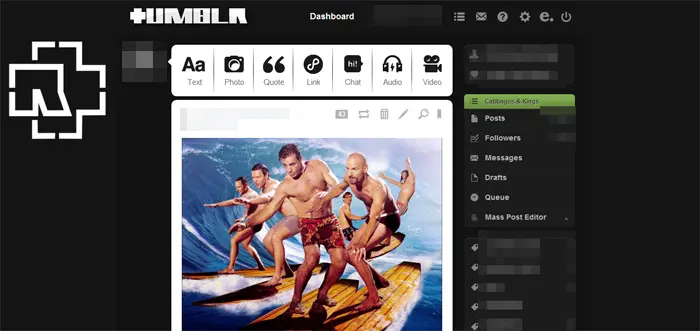 TUMBLR
Dashboard
Aa
hi!
Text Photo Quote Link Chat Audio Video
43
Cabbages & Kings
Posts
Followers
Messages
Drafts
Queue
Mass Post Editor